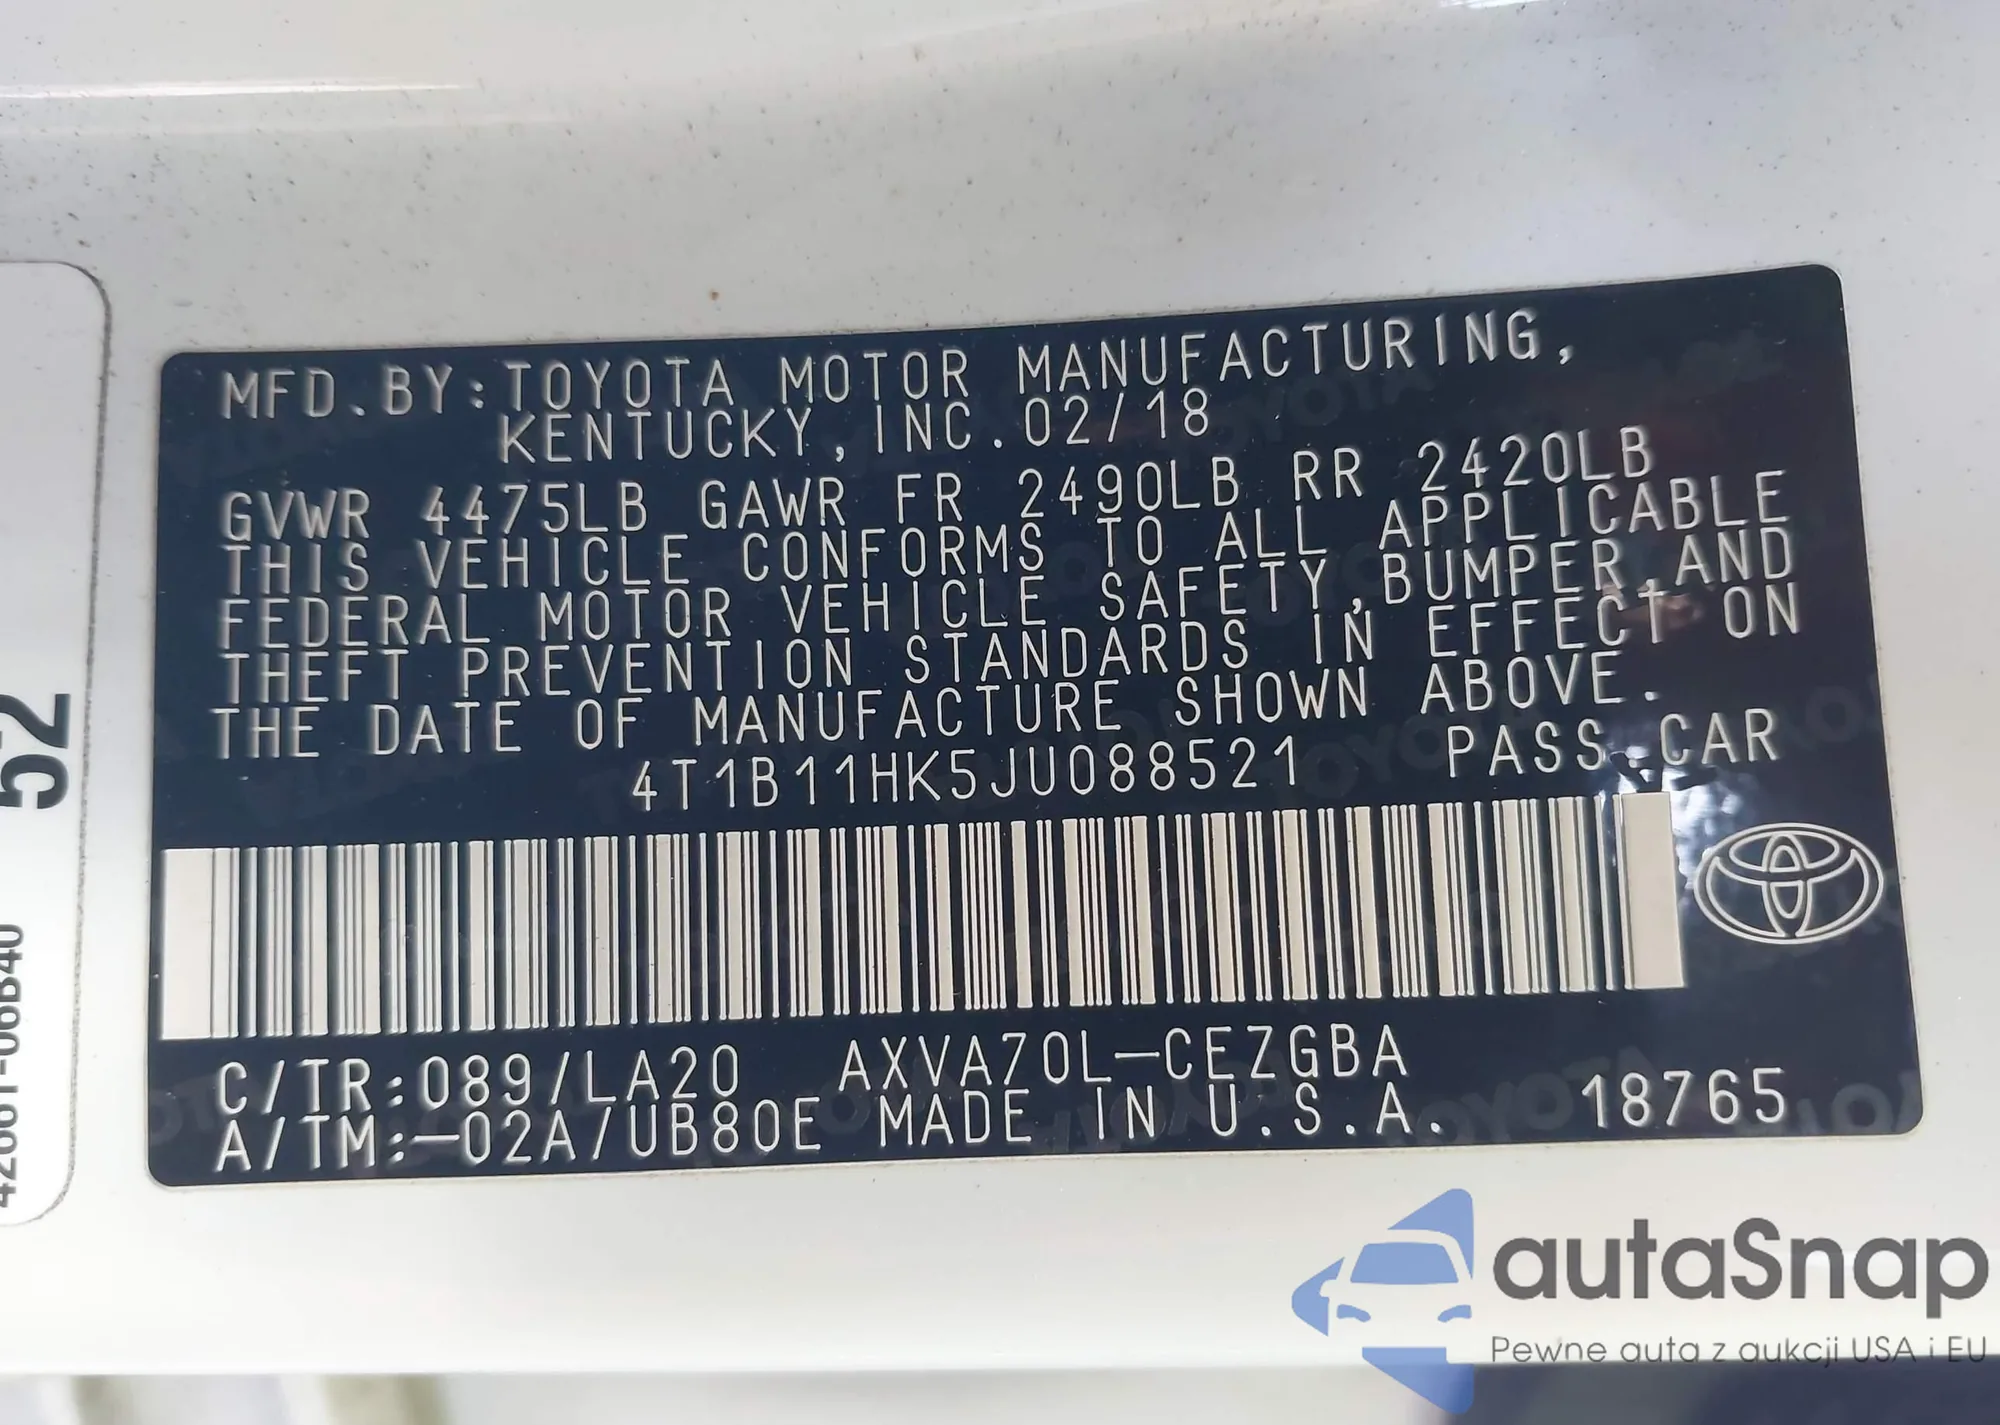 MFD.BY:TOYOTA MOTOR MANUFACTURING,
KENTUCKY,INC.02/18
GVWR 4475LB GAWR FR 2490LB RR 2420LB
THIS VEHICLE CONFORMS TO ALL APPLICABLE
FEDERAL MOTOR VEHICLE SAFETY,BUMPER,AND
THEFT PREVENTION STANDARDS IN EFFECT ON
THE DATE OF MANUFACTURE SHOWN ABOVE.
4T1B11HK5JU088521 PASS.CAR
C/TR:089/LA20 AXVA70L-CEZGBA
A/TM:-02A/UB80E MADE IN U.S.A. 18765
52
autaSnap
Pewne auta z aukcji USA i EU